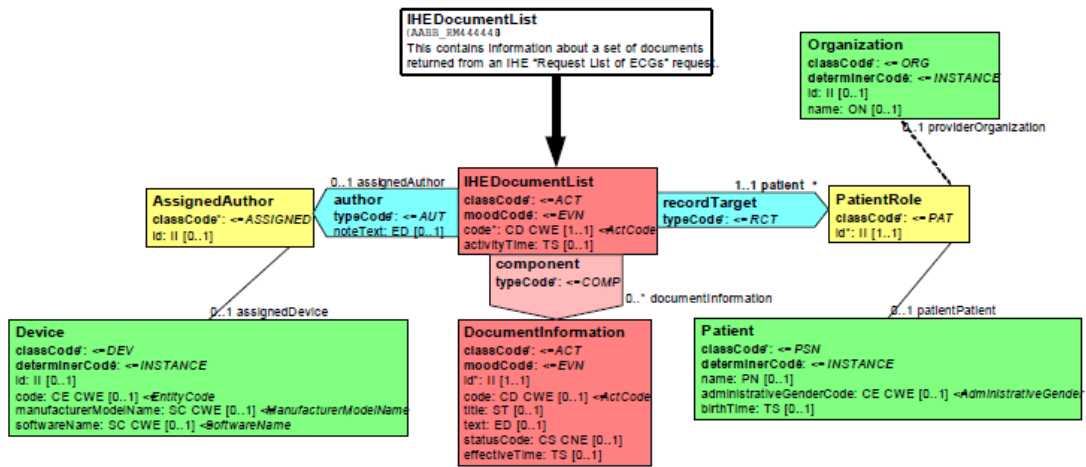 IHEDocumentList
(AABB_RM444440)
This contains information about a set of documents
returned from an IHE "Request List of ECGs" request.
Organization
classCode*: <= ORG
determinerCode*: <= INSTANCE
id: II [0..1]
name: ON [0..1]
0..1 providerOrganization
0..1 assignedAuthor
AssignedAuthor
classCode*: <= ASSIGNED
id: II [0..1]
author
typeCode*: <= AUT
noteText: ED [0..1]
IHEDocumentList
classCode*: <= ACT
moodCode*: <= EVN
code*: CD CWE [1..1] <= ActCode
activityTime: TS [0..1]
1..1 patient *
recordTarget
typeCode*: <= RCT
PatientRole
classCode*: <= PAT
id*: II [1..1]
component
typeCode*: <= COMP
0..* documentInformation
0..1 assignedDevice
0..1 patientPatient
Device
classCode*: <= DEV
determinerCode*: <= INSTANCE
id: II [0..1]
code: CE CWE [0..1] <= EntityCode
manufacturerModelName: SC CWE [0..1] <= ManufacturerModelName
softwareName: SC CWE [0..1] <= SoftwareName
DocumentInformation
classCode*: <= ACT
moodCode*: <= EVN
id*: II [1..1]
code: CD CWE [0..1] <= ActCode
title: ST [0..1]
text: ED [0..1]
statusCode: CS CNE [0..1]
effectiveTime: TS [0..1]
Patient
classCode*: <= PSN
determinerCode*: <= INSTANCE
name: PN [0..1]
administrativeGenderCode: CE CWE [0..1] <= AdministrativeGender
birthTime: TS [0..1]